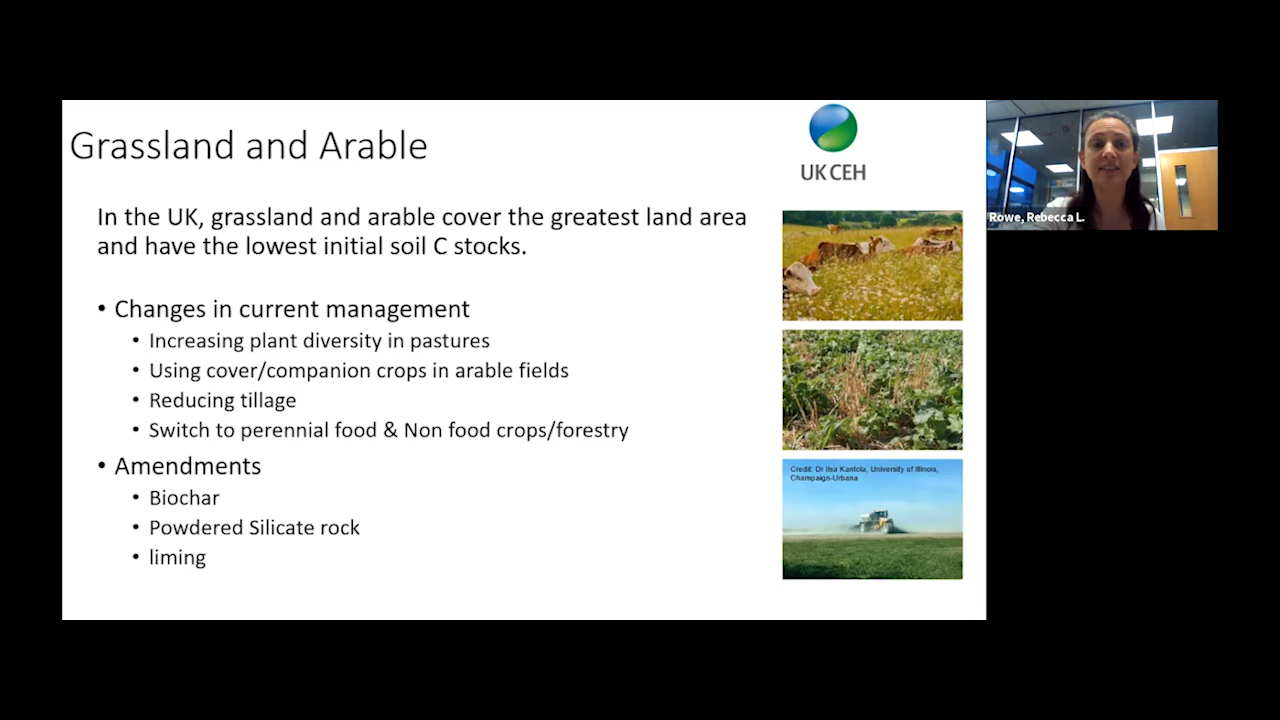 Grassland and Arable
UK CEH
In the UK, grassland and arable cover the greatest land area
and have the lowest initial soil C stocks.
• Changes in current management
• Increasing plant diversity in pastures
• Using cover/companion crops in arable fields
• Reducing tillage
• Switch to perennial food & Non food crops/forestry
• Amendments
• Biochar
• Powdered Silicate rock
• liming
Credit: Dr Ilsa Kantola, University of Illinois,
Champaign-Urbana
Rowe, Rebecca L.